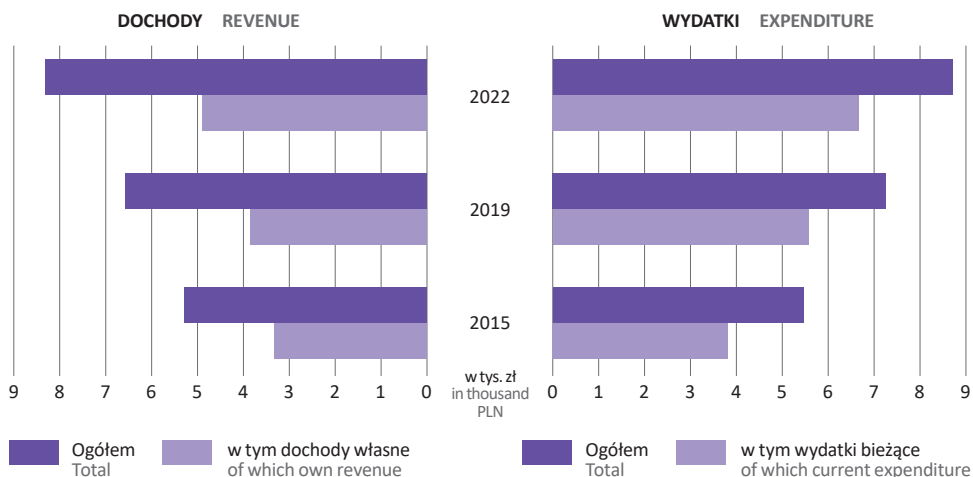 DOCHODY REVENUE
WYDATKI EXPENDITURE
2022
2019
2015
9 8 7 6 5 4 3 2 1 0
w tys. zł
in thousand
PLN
0 1 2 3 4 5 6 7 8 9
Ogółem
Total
w tym dochody własne
of which own revenue
Ogółem
Total
w tym wydatki bieżące
of which current expenditure